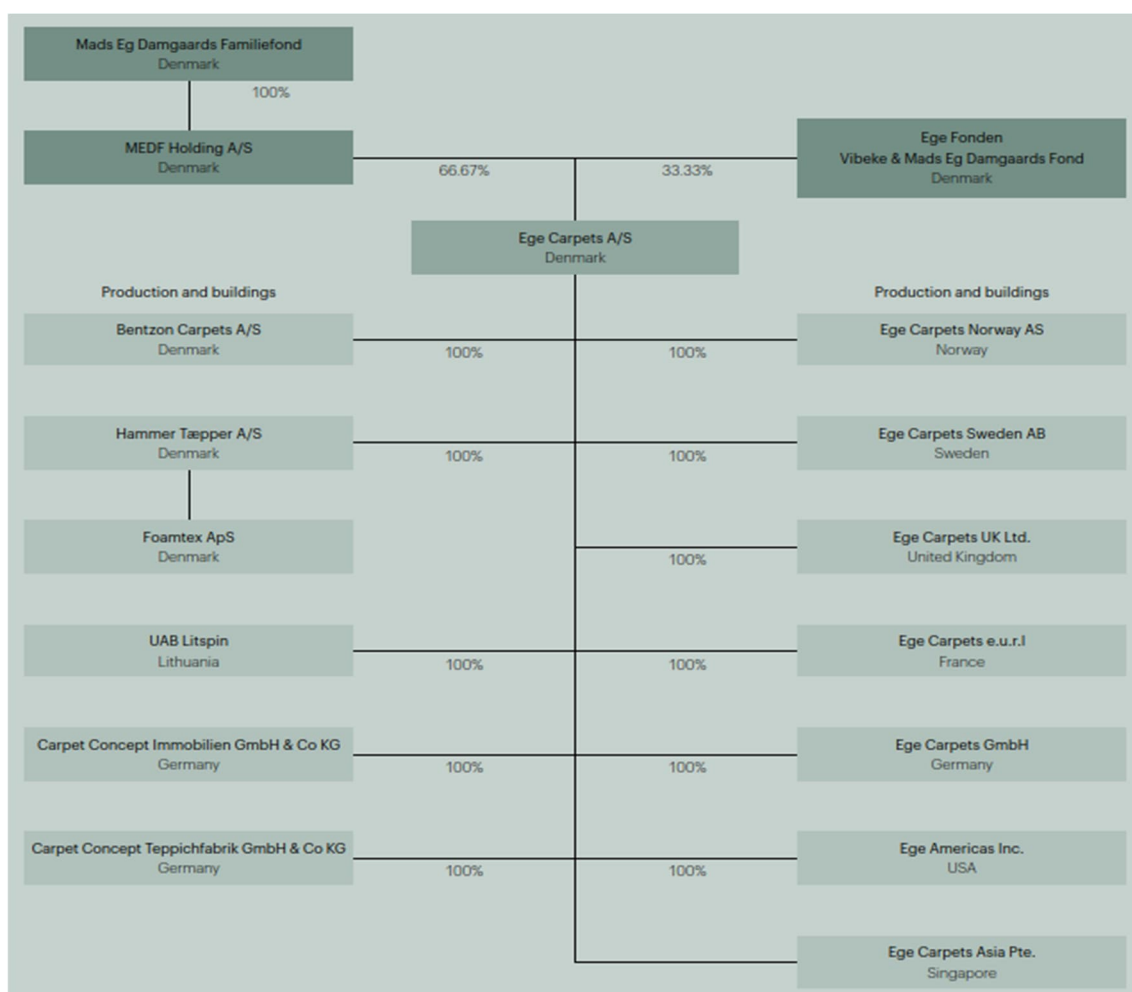 Mads Eg Damgaards Familiefond
Denmark
100%
MEDF Holding A/S
Denmark
66.67%
33.33%
Ege Fonden
Vibeke & Mads Eg Damgaards Fond
Denmark
Ege Carpets A/S
Denmark
Production and buildings
Production and buildings
Bentzon Carpets A/S
Denmark
100%
100%
Ege Carpets Norway AS
Norway
Hammer Tæpper A/S
Denmark
100%
100%
Ege Carpets Sweden AB
Sweden
Foamtex ApS
Denmark
100%
Ege Carpets UK Ltd.
United Kingdom
UAB Litspin
Lithuania
100%
100%
Ege Carpets e.u.r.l
France
Carpet Concept Immobilien GmbH & Co KG
Germany
100%
100%
Ege Carpets GmbH
Germany
Carpet Concept Teppichfabrik GmbH & Co KG
Germany
100%
100%
Ege Americas Inc.
USA
Ege Carpets Asia Pte.
Singapore